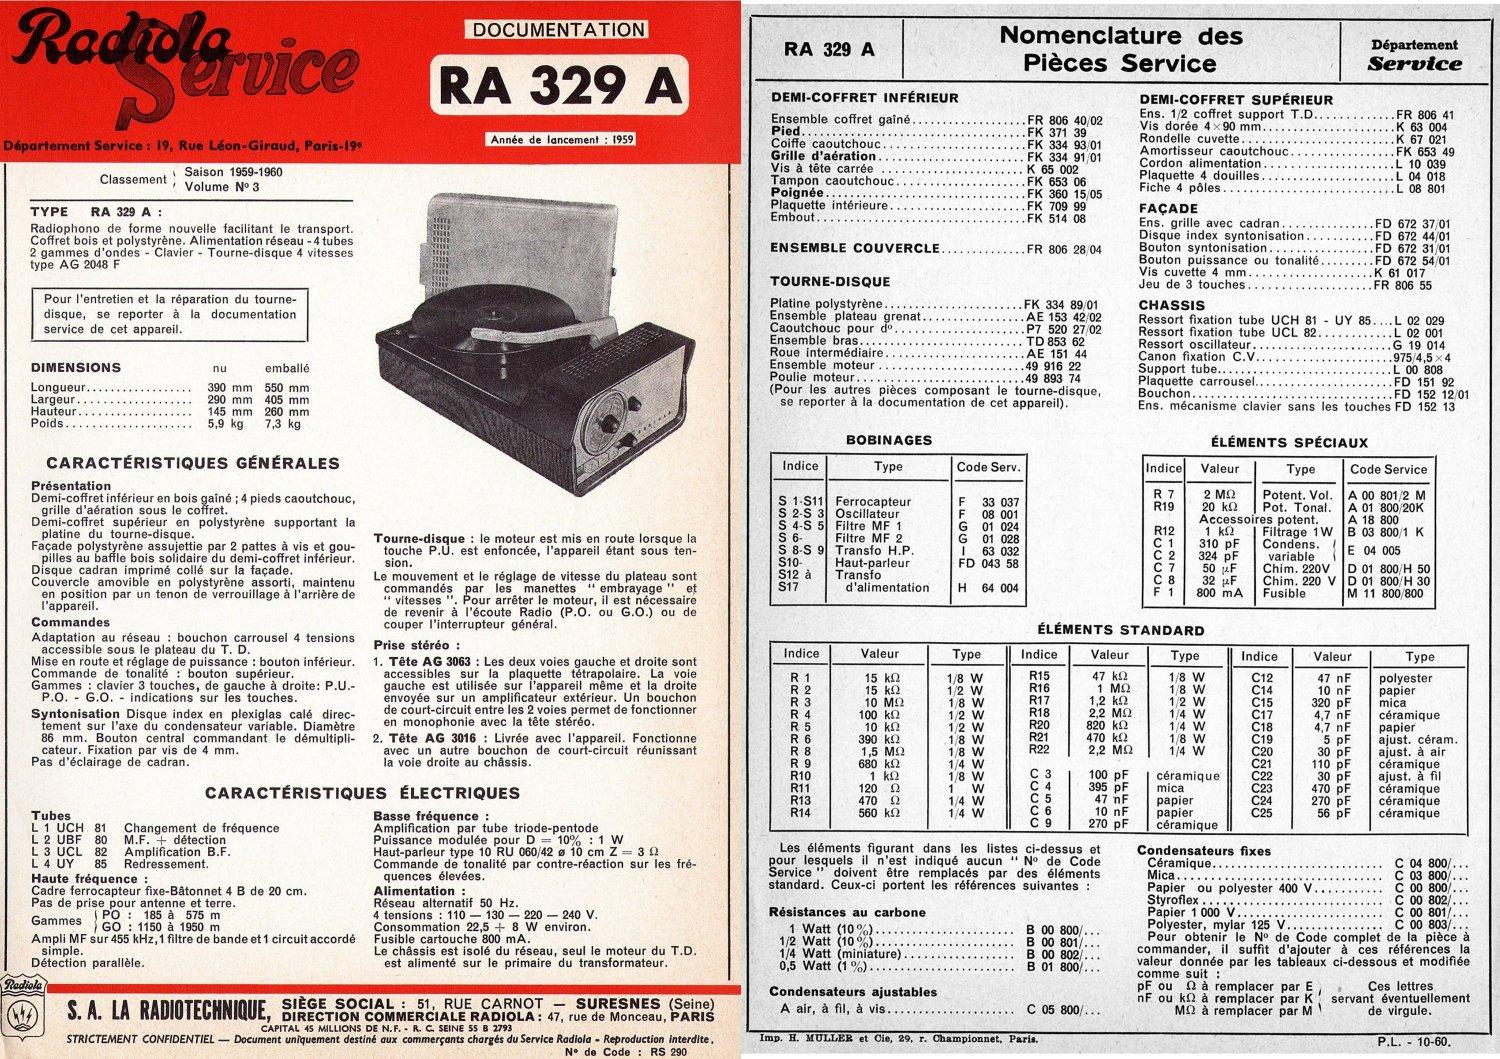 Radiola
Service
DOCUMENTATION
RA 329 A
Année de lancement : 1959
Département Service : 19, Rue Léon-Giraud, Paris-19e
Classement
Saison 1959-1960
Volume No 3
TYPE RA 329 A :
Radiophono de forme nouvelle facilitant le transport.
Coffret bois et polystyrène. Alimentation réseau - 4 tubes
2 gammes d'ondes - Clavier - Tourne-disque 4 vitesses
type AG 2048 F
Pour l'entretien et la réparation du tourne-
disque, se reporter à la documentation
service de cet appareil.
DIMENSIONS nu emballé
Longueur................ 390 mm 550 mm
Largeur.................. 290 mm 405 mm
Hauteur.................. 145 mm 260 mm
Poids.................... 5,9 kg 7,3 kg
CARACTÉRISTIQUES GÉNÉRALES
Présentation
Demi-coffret inférieur en bois gaîné ; 4 pieds caoutchouc,
grille d'aération sous le coffret.
Demi-coffret supérieur en polystyrène supportant la
platine du tourne-disque.
Façade polystyrène assujettie par 2 pattes à vis et gou-
pilles au baffle bois solidaire du demi-coffret inférieur.
Disque cadran imprimé collé sur la façade.
Couvercle amovible en polystyrène assorti, maintenu
en position par un tenon de verrouillage à l'arrière de
l'appareil.
Commandes
Adaptation au réseau : bouchon carrousel 4 tensions
accessible sous le plateau du T. D.
Mise en route et réglage de puissance : bouton inférieur.
Commande de tonalité : bouton supérieur.
Gammes : clavier 3 touches, de gauche à droite: P.U.-
P.O. - G.O. - indications sur les touches.
Syntonisation Disque index en plexiglas calé direc-
tement sur l'axe du condensateur variable. Diamètre
86 mm. Bouton central commandant le démultipli-
cateur. Fixation par vis de 4 mm.
Pas d'éclairage de cadran.
Tourne-disque : le moteur est mis en route lorsque la
touche P.U. est enfoncée, l'appareil étant sous ten-
sion.
Le mouvement et le réglage de vitesse du plateau sont
commandés par les manettes " embrayage " et
" vitesses ". Pour arrêter le moteur, il est nécessaire
de revenir à l'écoute Radio (P.O. ou G.O.) ou de
couper l'interrupteur général.
Prise stéréo :
1. Tête AG 3063 : Les deux voies gauche et droite sont
accessibles sur la plaquette tétrapolaire. La voie
gauche est utilisée sur l'appareil même et la droite
envoyée sur un amplificateur extérieur. Un bouchon
de court-circuit entre les 2 voies permet de fonctionner
en monophonie avec la tête stéréo.
2. Tête AG 3016 : Livrée avec l'appareil. Fonctionne
avec un autre bouchon de court-circuit réunissant
la voie droite au châssis.
CARACTÉRISTIQUES ÉLECTRIQUES
Tubes
L 1 UCH 81 Changement de fréquence
L 2 UBF 80 M.F. + détection
L 3 UCL 82 Amplification B.F.
L 4 UY 85 Redressement.
Haute fréquence :
Cadre ferrocapteur fixe-Bâtonnet 4 B de 20 cm.
Pas de prise pour antenne et terre.
Gammes
PO : 185 à 575 m
GO : 1150 à 1950 m
Ampli MF sur 455 kHz, 1 filtre de bande et 1 circuit accordé
simple.
Détection parallèle.
Basse fréquence :
Amplification par tube triode-pentode
Puissance modulée pour D = 10% : 1 W
Haut-parleur type 10 RU 060/42 ø 10 cm Z = 3 Ω
Commande de tonalité par contre-réaction sur les fré-
quences élevées.
Alimentation :
Réseau alternatif 50 Hz.
4 tensions : 110 — 130 — 220 — 240 V.
Consommation 22,5 + 8 W environ.
Fusible cartouche 800 mA.
Le châssis est isolé du réseau, seul le moteur du T.D.
est alimenté sur le primaire du transformateur.
Radiola
S. A. LA RADIOTECHNIQUE, SIÈGE SOCIAL : 51, RUE CARNOT — SURESNES (Seine)
DIRECTION COMMERCIALE RADIOLA : 47, rue de Monceau, PARIS
CAPITAL 45 MILLIONS DE N.F. - R. C. SEINE 55 B 2793
STRICTEMENT CONFIDENTIEL — Document uniquement destiné aux commerçants chargés du Service Radiola - Reproduction interdite.
No de Code : RS 290
RA 329 A
Nomenclature des
Pièces Service
Département
Service
DEMI-COFFRET INFÉRIEUR
Ensemble coffret gaîné..................FR 806 40/02
Pied....................................FK 371 39
Coiffe caoutchouc.......................FK 334 93/01
Grille d'aération.......................FK 334 91/01
Vis à tête carrée ......................K 65 002
Tampon caoutchouc.......................FK 653 06
Poignée.................................FK 360 15/05
Plaquette intérieure....................FK 709 99
Embout..................................FK 514 08
ENSEMBLE COUVERCLE.............FR 806 28/04
TOURNE-DISQUE
Platine polystyrène.....................FK 334 89/01
Ensemble plateau grenat.................AE 153 42/02
Caoutchouc pour do......................P7 520 27/02
Ensemble bras...........................TD 853 62
Roue intermédiaire......................AE 151 44
Ensemble moteur.........................49 916 22
Poulie moteur...........................49 893 74
(Pour les autres pièces composant le tourne-disque,
se reporter à la documentation de cet appareil).
DEMI-COFFRET SUPÉRIEUR
Ens. 1/2 coffret support T.D............FR 806 41
Vis dorée 4×90 mm.......................K 63 004
Rondelle cuvette........................K 67 021
Amortisseur caoutchouc..................FK 653 49
Cordon alimentation.....................L 10 039
Plaquette 4 douilles....................L 04 018
Fiche 4 pôles...........................L 08 801
FAÇADE
Ens. grille avec cadran...............FD 672 37/01
Disque index syntonisation............FD 672 44/01
Bouton syntonisation..................FD 672 31/01
Bouton puissance ou tonalité..........FD 672 54/01
Vis cuvette 4 mm......................K 61 017
Jeu de 3 touches......................FR 806 55
CHASSIS
Ressort fixation tube UCH 81 - UY 85....L 02 029
Ressort fixation tube UCL 82............L 02 001
Ressort oscillateur.....................G 19 014
Canon fixation C.V......................975/4,5×4
Support tube............................L 00 808
Plaquette carrousel.....................FD 151 92
Bouchon.................................FD 152 12/01
Ens. mécanisme clavier sans les touches FD 152 13
BOBINAGES
Indice Type Code Serv.
S 1-S11 Ferrocapteur F 33 037
S 2-S 3 Oscillateur F 08 001
S 4-S 5 Filtre MF 1 G 01 024
S 6- Filtre MF 2 G 01 028
S 8-S 9 Transfo H.P. I 63 032
S10- Haut-parleur FD 043 58
S12 à Transfo
S17 d'alimentation H 64 004
ÉLÉMENTS SPÉCIAUX
Indice Valeur Type Code Service
R 7 2 MΩ Potent. Vol. A 00 801/2 M
R19 20 kΩ Pot. Tonal. A 01 800/20K
Accessoires potent. A 18 800
R12 1 kΩ Filtrage 1W B 03 800/1 K
C 1 310 pF Condens.
C 2 324 pF variable E 04 005
C 7 50 µF Chim. 220V D 01 800/H 50
C 8 32 µF Chim. 220 V D 01 800/H 30
F 1 800 mA Fusible M 11 800/800
ÉLÉMENTS STANDARD
Indice Valeur Type
R 1 15 kΩ 1/8 W
R 2 15 kΩ 1/2 W
R 3 10 MΩ 1/8 W
R 4 100 kΩ 1/2 W
R 5 10 kΩ 1/2 W
R 6 390 kΩ 1/8 W
R 8 1,5 MΩ 1/8 W
R 9 680 kΩ 1/4 W
R10 1 kΩ 1/8 W
R11 120 Ω 1 W
R13 470 Ω 1/4 W
R14 560 kΩ 1/4 W
Indice Valeur Type
R15 47 kΩ 1/8 W
R16 1 MΩ 1/8 W
R17 1,2 kΩ 1/2 W
R18 2,2 MΩ 1/4 W
R20 820 kΩ 1/4 W
R21 470 kΩ 1/8 W
R22 2,2 MΩ 1/4 W
C 3 100 pF céramique
C 4 395 pF mica
C 5 47 nF papier
C 6 10 nF papier
C 9 270 pF céramique
Indice Valeur Type
C12 47 nF polyester
C14 10 nF papier
C15 320 pF mica
C17 4,7 nF céramique
C18 4,7 nF papier
C19 5 pF ajust. céram.
C20 30 pF ajust. à air
C21 110 pF céramique
C22 30 pF ajust. à fil
C23 470 pF céramique
C24 270 pF céramique
C25 56 pF céramique
Les éléments figurant dans les listes ci-dessus et
pour lesquels il n'est indiqué aucun " No de Code
Service " doivent être remplacés par des éléments
standard. Ceux-ci portent les références suivantes :
Résistances au carbone
1 Watt (10%)........................B 00 800/...
1/2 Watt (10%)......................B 00 801/...
1/4 Watt (miniature)................B 00 802/...
0,5 Watt (1%).......................B 01 800/...
Condensateurs ajustables
A air, à fil, à vis.................C 05 800/...
Condensateurs fixes
Céramique...........................C 04 800/...
Mica................................C 03 800/...
Papier ou polyester 400 V...........C 00 800/...
Styroflex...........................C 00 802/...
Papier 1 000 V......................C 00 801/...
Polyester, mylar 125 V..............C 00 803/...
Pour obtenir le No de Code complet de la pièce à
commander, il suffit d'ajouter à ces références la
valeur donnée par les tableaux ci-dessous et modifiée
comme suit :
pF ou Ω à remplacer par E
nF ou kΩ à remplacer par K
MΩ à remplacer par M
Ces lettres
servant éventuellement
de virgule.
Imp. H. MULLER et Cie, 29, r. Championnet, Paris.
P.L. - 10-60.